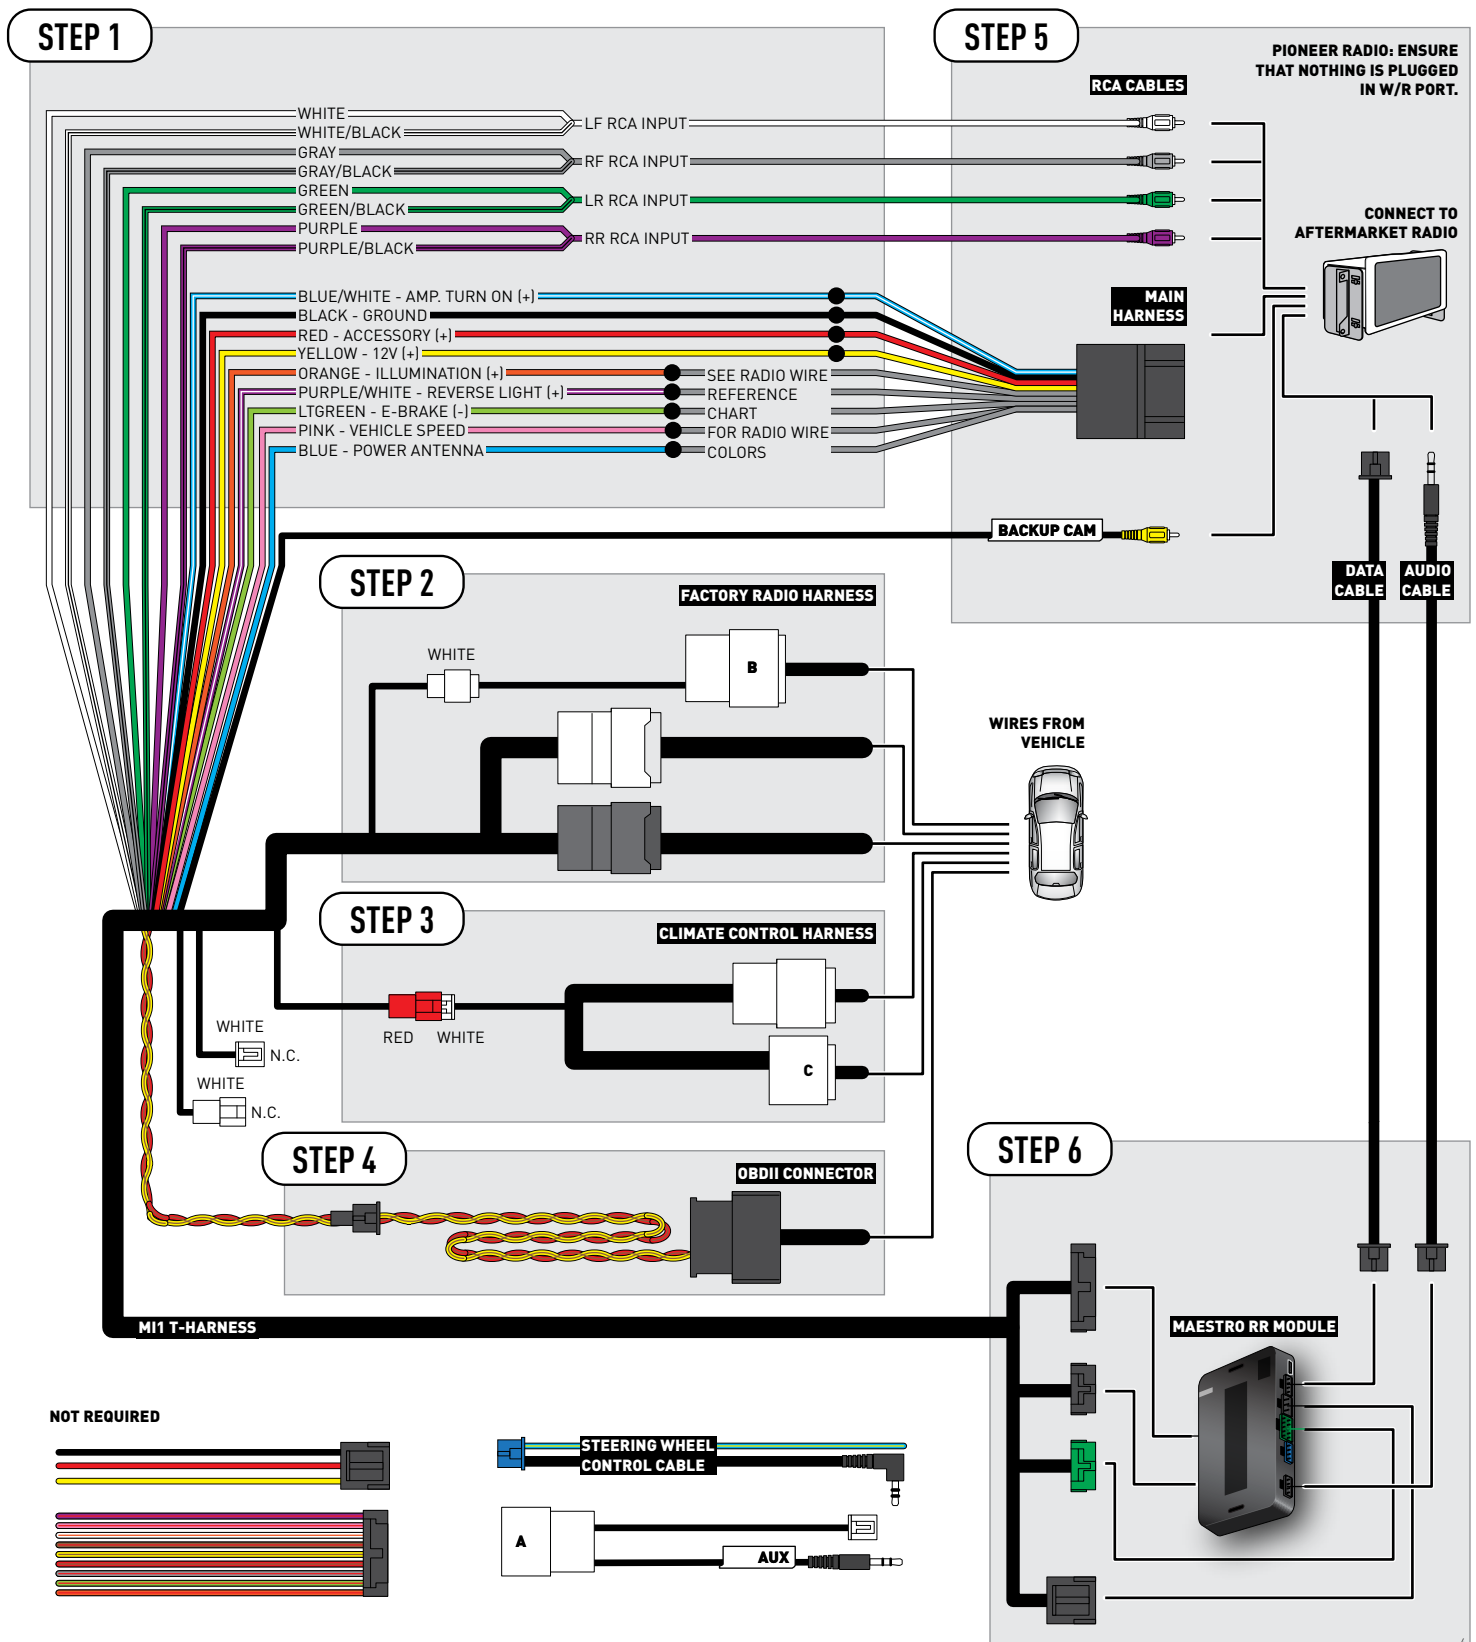 STEP 1
WHITE
WHITE/BLACK
LF RCA INPUT
GRAY
GRAY/BLACK
RF RCA INPUT
GREEN
GREEN/BLACK
LR RCA INPUT
PURPLE
PURPLE/BLACK
RR RCA INPUT
BLUE/WHITE - AMP. TURN ON (+)
BLACK - GROUND
RED - ACCESSORY (+)
YELLOW - 12V (+)
ORANGE - ILLUMINATION (+)
PURPLE/WHITE - REVERSE LIGHT (+)
LTGREEN - E-BRAKE (-)
PINK - VEHICLE SPEED
BLUE - POWER ANTENNA
SEE RADIO WIRE
REFERENCE
CHART
FOR RADIO WIRE
COLORS
STEP 5
PIONEER RADIO: ENSURE
THAT NOTHING IS PLUGGED
IN W/R PORT.
RCA CABLES
CONNECT TO
AFTERMARKET RADIO
MAIN
HARNESS
BACKUP CAM
DATA
CABLE
AUDIO
CABLE
STEP 2
FACTORY RADIO HARNESS
WHITE
B
WIRES FROM
VEHICLE
STEP 3
CLIMATE CONTROL HARNESS
RED
WHITE
C
WHITE
N.C.
WHITE
N.C.
STEP 4
OBDII CONNECTOR
STEP 6
MI1 T-HARNESS
MAESTRO RR MODULE
NOT REQUIRED
STEERING WHEEL
CONTROL CABLE
A
AUX